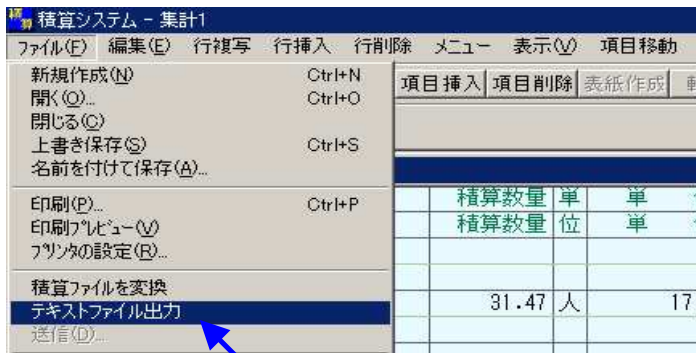 積算システム - 集計1
ファイル(F) 編集(E) 行複写 行挿入 行削除 メニュー 表示(V) 項目移動
新規作成(N) Ctrl+N
開く(O)... Ctrl+O
閉じる(C)
上書き保存(S) Ctrl+S
名前を付けて保存(A)...
印刷(P)... Ctrl+P
印刷プレビュー(V)
プリンタの設定(R)...
積算ファイルを変換
テキストファイル出力
送信(D)...
項目挿入 項目削除 表紙作成
積算数量 単 単
積算数量 位 単
31.47 人 17